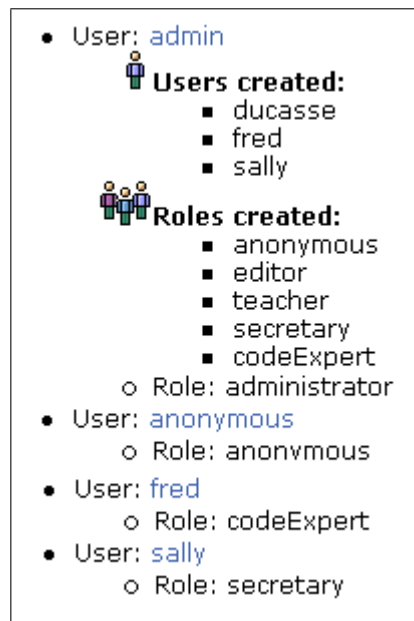 User: admin
Users created:
ducasse
fred
sally
Roles created:
anonymous
editor
teacher
secretary
codeExpert
Role: administrator
User: anonymous
Role: anonymous
User: fred
Role: codeExpert
User: sally
Role: secretary